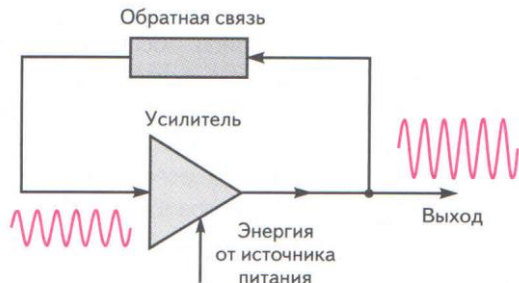 Обратная связь
Усилитель
Выход
Энергия
от источника
питания